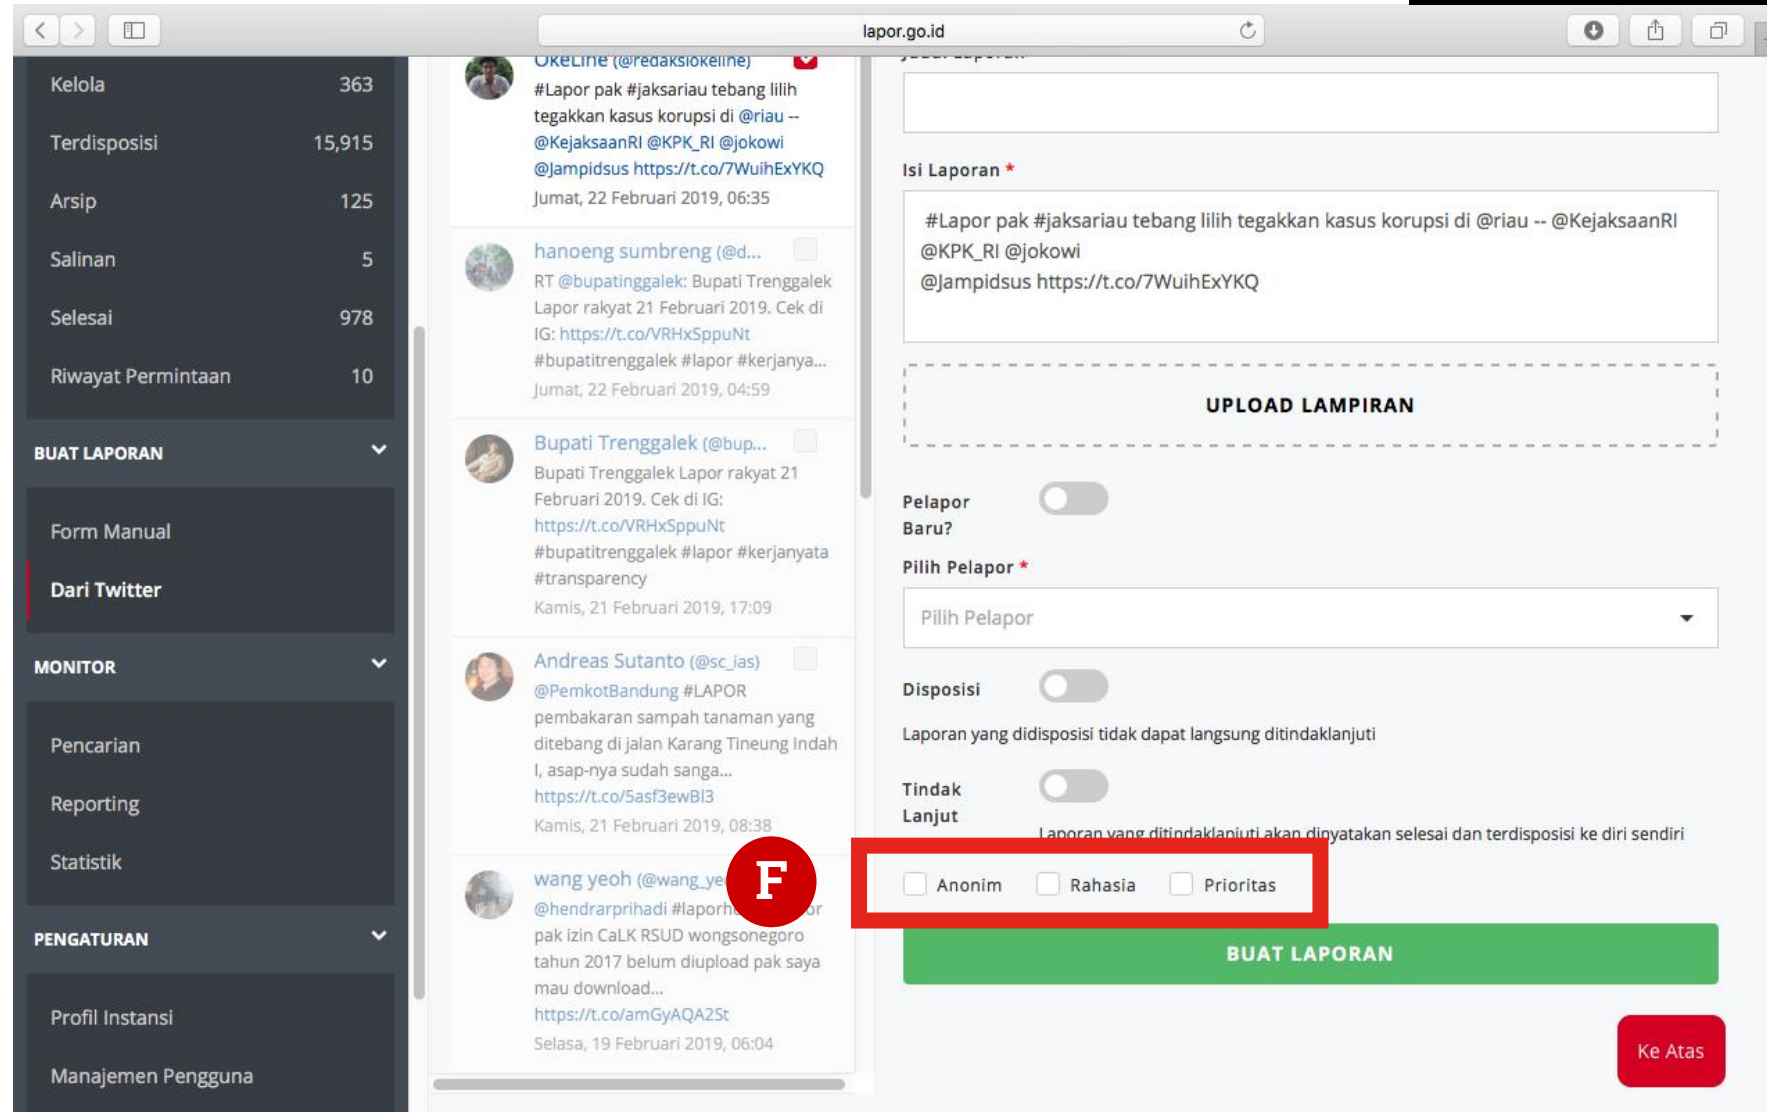 lapor.go.id
Kelola 363
Terdisposisi 15,915
Arsip 125
Salinan 5
Selesai 978
Riwayat Permintaan 10
BUAT LAPORAN
Form Manual
Dari Twitter
MONITOR
Pencarian
Reporting
Statistik
PENGATURAN
Profil Instansi
Manajemen Pengguna
OkeLine (@redaksiokeline)
#Lapor pak #jaksariau tebang lilih
tegakkan kasus korupsi di @riau --
@KejaksaanRI @KPK_RI @jokowi
@Jampidsus https://t.co/7WuihExYKQ
Jumat, 22 Februari 2019, 06:35
hanoeng sumbreng (@d...
RT @bupatinggalek: Bupati Trenggalek
Lapor rakyat 21 Februari 2019. Cek di
IG: https://t.co/VRHxSppuNt
#bupatitrenggalek #lapor #kerjanya...
Jumat, 22 Februari 2019, 04:59
Bupati Trenggalek (@bup...
Bupati Trenggalek Lapor rakyat 21
Februari 2019. Cek di IG:
https://t.co/VRHxSppuNt
#bupatitrenggalek #lapor #kerjanyata
#transparency
Kamis, 21 Februari 2019, 17:09
Andreas Sutanto (@sc_ias)
@PemkotBandung #LAPOR
pembakaran sampah tanaman yang
ditebang di jalan Karang Tineung Indah
I, asap-nya sudah sanga...
https://t.co/5asf3ewBl3
Kamis, 21 Februari 2019, 08:38
wang yeoh (@wang_ye
@hendrarprihadi #laporh or
pak izin CaLK RSUD wongsonegoro
tahun 2017 belum diupload pak saya
mau download...
https://t.co/amGyAQA2St
Selasa, 19 Februari 2019, 06:04
Judul Laporan
Isi Laporan *
#Lapor pak #jaksariau tebang lilih tegakkan kasus korupsi di @riau -- @KejaksaanRI
@KPK_RI @jokowi
@Jampidsus https://t.co/7WuihExYKQ
UPLOAD LAMPIRAN
Pelapor
Baru?
Pilih Pelapor *
Pilih Pelapor
Disposisi
Laporan yang didisposisi tidak dapat langsung ditindaklanjuti
Tindak
Lanjut
Laporan yang ditindaklanjuti akan dinyatakan selesai dan terdisposisi ke diri sendiri
F
Anonim Rahasia Prioritas
BUAT LAPORAN
Ke Atas